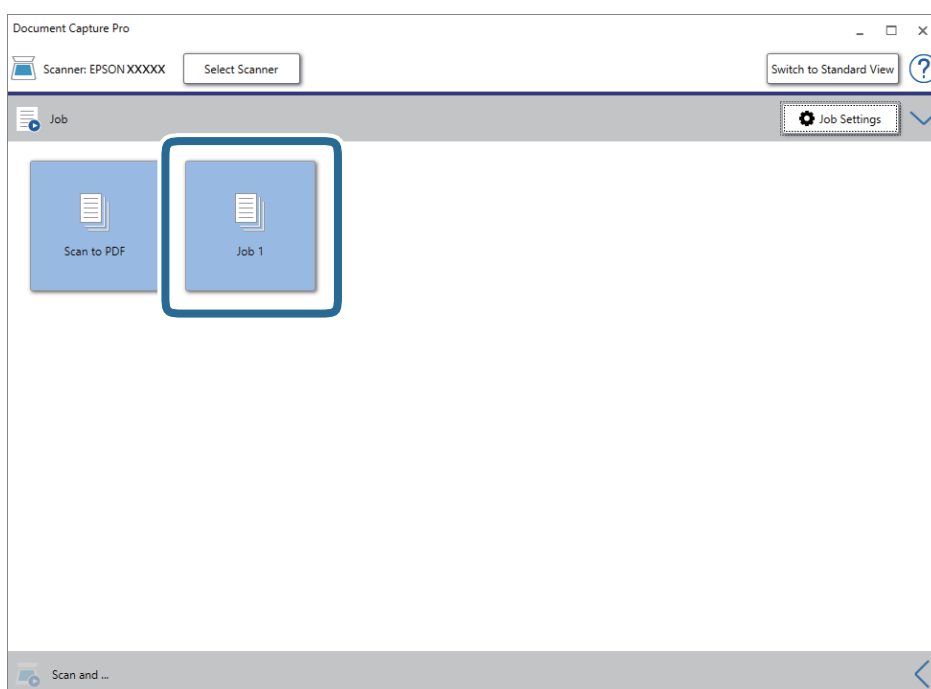 Document Capture Pro
Scanner: EPSON XXXXX
Select Scanner
Switch to Standard View
?
Job
Job Settings
Scan to PDF
Job 1
Scan and ...